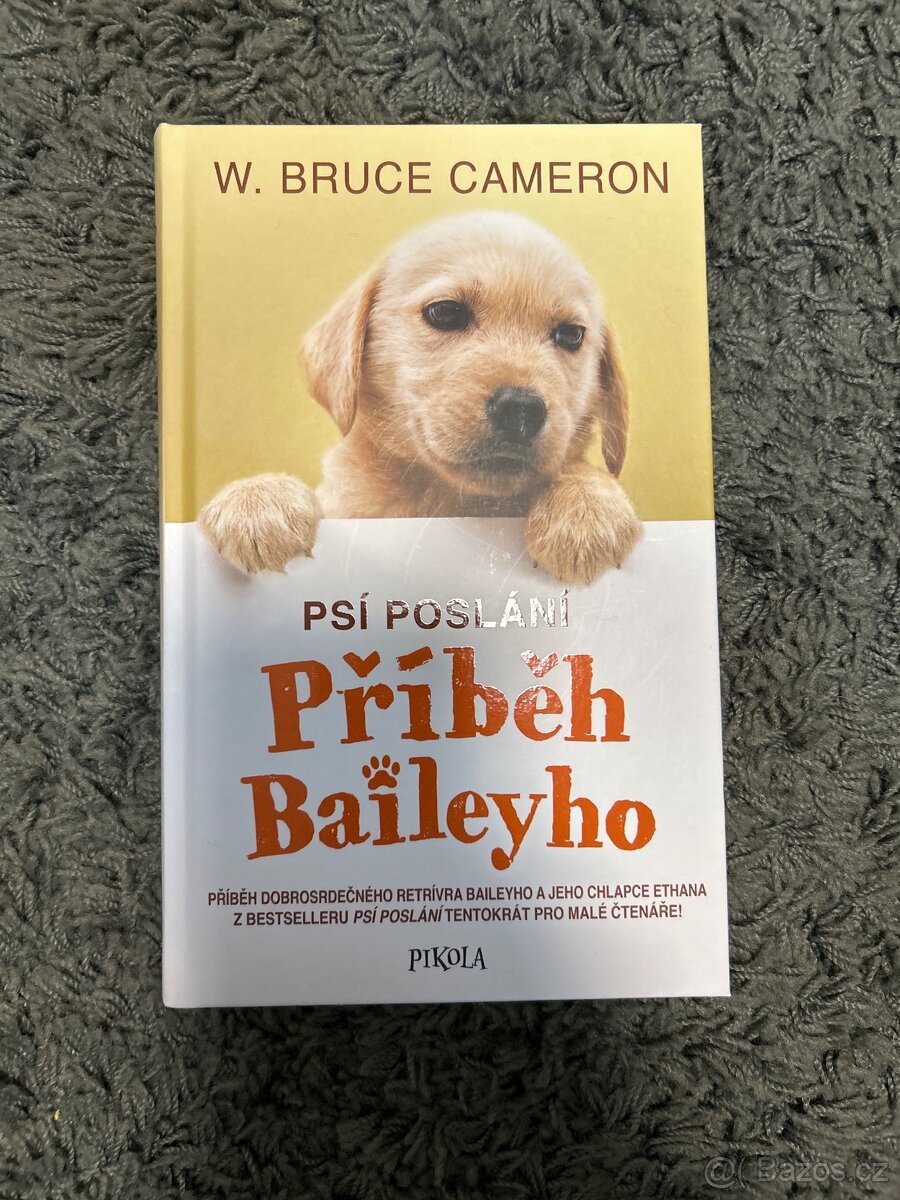 W. BRUCE CAMERON
PSÍ POSLÁNÍ
Příběh
Baileyho
PŘÍBĚH DOBROSRDEČNÉHO RETRÍVRA BAILEYHO A JEHO CHLAPCE ETHANA
Z BESTSELLERU PSÍ POSLÁNÍ TENTOKRÁT PRO MALÉ ČTENÁŘE!
PIKOLA
@ Bazos.cz